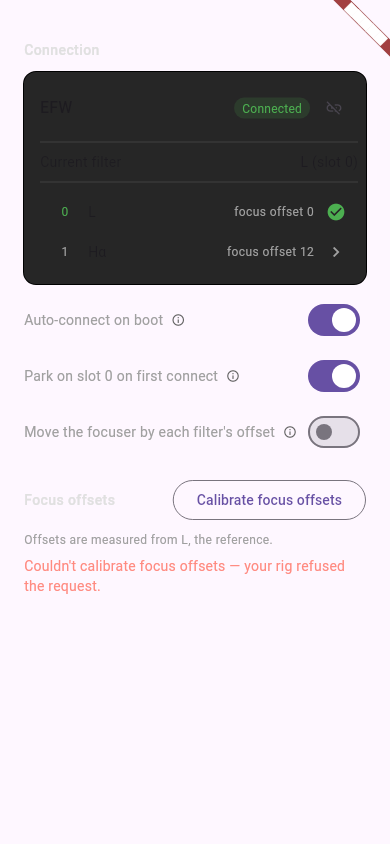 Connection
EFW
Connected
Current filter
L (slot 0)
0 L focus offset 0
1 Ha focus offset 12
Auto-connect on boot
Park on slot 0 on first connect
Move the focuser by each filter's offset
Focus offsets
Calibrate focus offsets
Offsets are measured from L, the reference.
Couldn't calibrate focus offsets — your rig refused
the request.